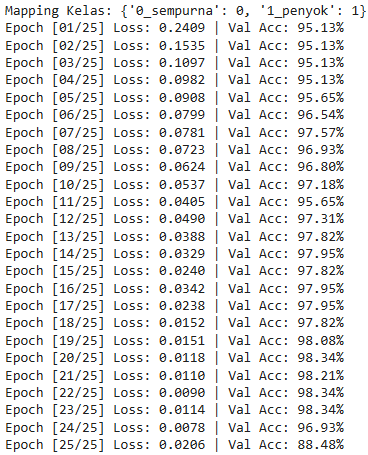 Mapping Kelas: {'0_sempurna': 0, '1_penyok': 1}
Epoch [01/25] Loss: 0.2409 | Val Acc: 95.13%
Epoch [02/25] Loss: 0.1535 | Val Acc: 95.13%
Epoch [03/25] Loss: 0.1097 | Val Acc: 95.13%
Epoch [04/25] Loss: 0.0982 | Val Acc: 95.13%
Epoch [05/25] Loss: 0.0908 | Val Acc: 95.65%
Epoch [06/25] Loss: 0.0799 | Val Acc: 96.54%
Epoch [07/25] Loss: 0.0781 | Val Acc: 97.57%
Epoch [08/25] Loss: 0.0723 | Val Acc: 96.93%
Epoch [09/25] Loss: 0.0624 | Val Acc: 96.80%
Epoch [10/25] Loss: 0.0537 | Val Acc: 97.18%
Epoch [11/25] Loss: 0.0405 | Val Acc: 95.65%
Epoch [12/25] Loss: 0.0490 | Val Acc: 97.31%
Epoch [13/25] Loss: 0.0388 | Val Acc: 97.82%
Epoch [14/25] Loss: 0.0329 | Val Acc: 97.95%
Epoch [15/25] Loss: 0.0240 | Val Acc: 97.82%
Epoch [16/25] Loss: 0.0342 | Val Acc: 97.95%
Epoch [17/25] Loss: 0.0238 | Val Acc: 97.95%
Epoch [18/25] Loss: 0.0152 | Val Acc: 97.82%
Epoch [19/25] Loss: 0.0151 | Val Acc: 98.08%
Epoch [20/25] Loss: 0.0118 | Val Acc: 98.34%
Epoch [21/25] Loss: 0.0110 | Val Acc: 98.21%
Epoch [22/25] Loss: 0.0090 | Val Acc: 98.34%
Epoch [23/25] Loss: 0.0114 | Val Acc: 98.34%
Epoch [24/25] Loss: 0.0078 | Val Acc: 96.93%
Epoch [25/25] Loss: 0.0206 | Val Acc: 88.48%